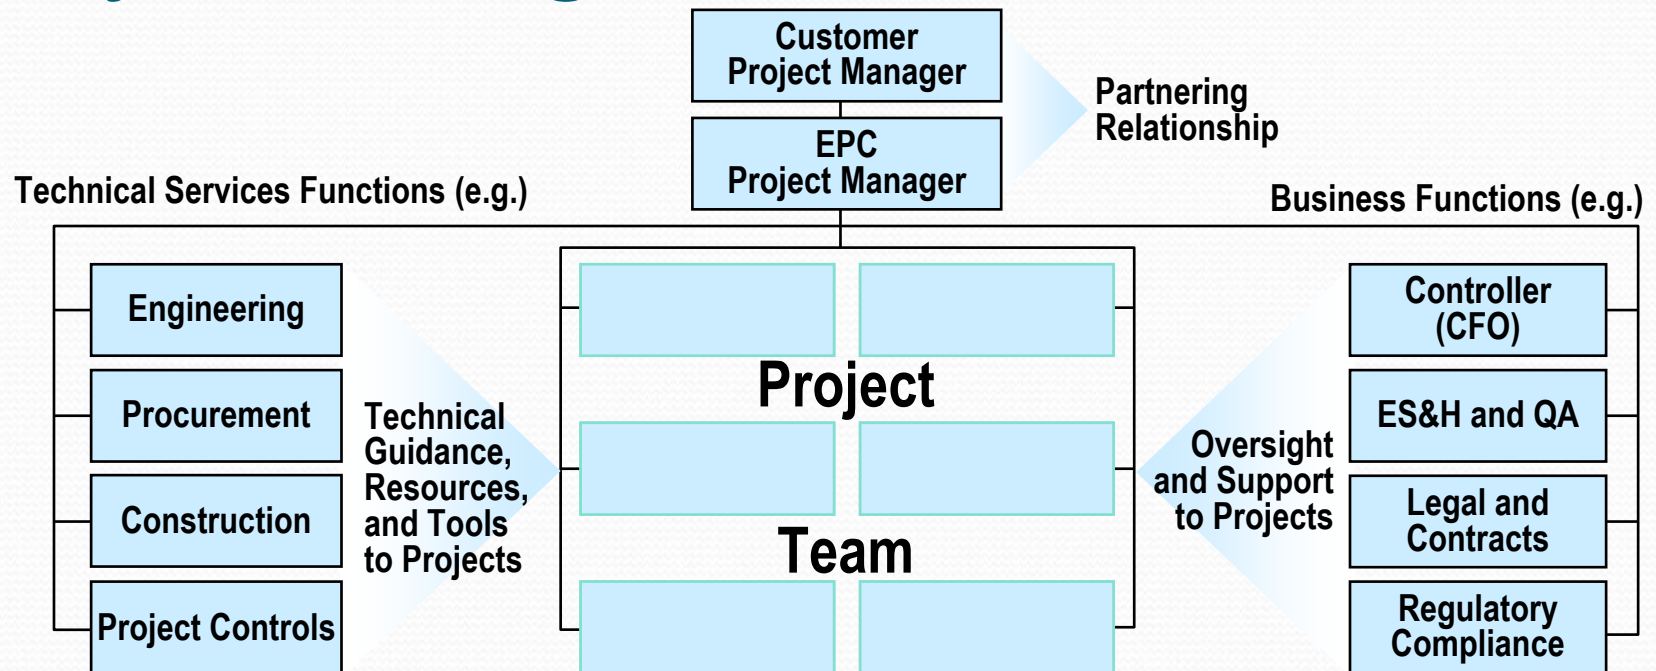 Customer
Project Manager
Partnering
Relationship
EPC
Project Manager
Technical Services Functions (e.g.)
Business Functions (e.g.)
Engineering
Procurement
Construction
Project Controls
Technical
Guidance,
Resources,
and Tools
to Projects
Project
Team
Oversight
and Support
to Projects
Controller
(CFO)
ES&H and QA
Legal and
Contracts
Regulatory
Compliance